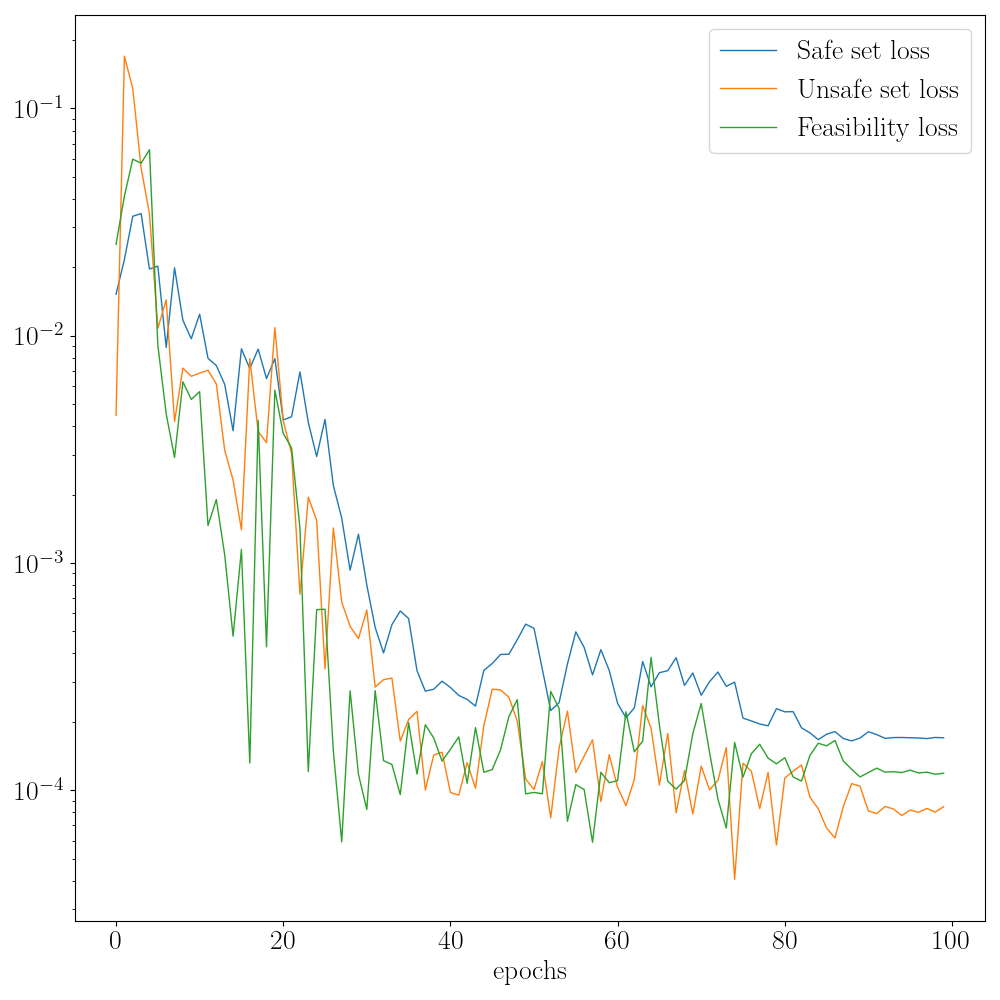 Safe set loss
Unsafe set loss
Feasibility loss
10⁻¹
10⁻²
10⁻³
10⁻⁴
0 20 40 60 80 100
epochs